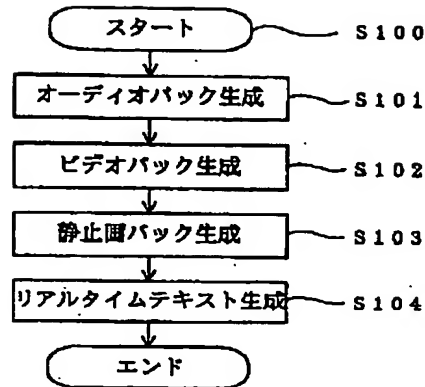 スタート S100
オーディオパック生成 S101
ビデオパック生成 S102
静止画パック生成 S103
リアルタイムテキスト生成 S104
エンド